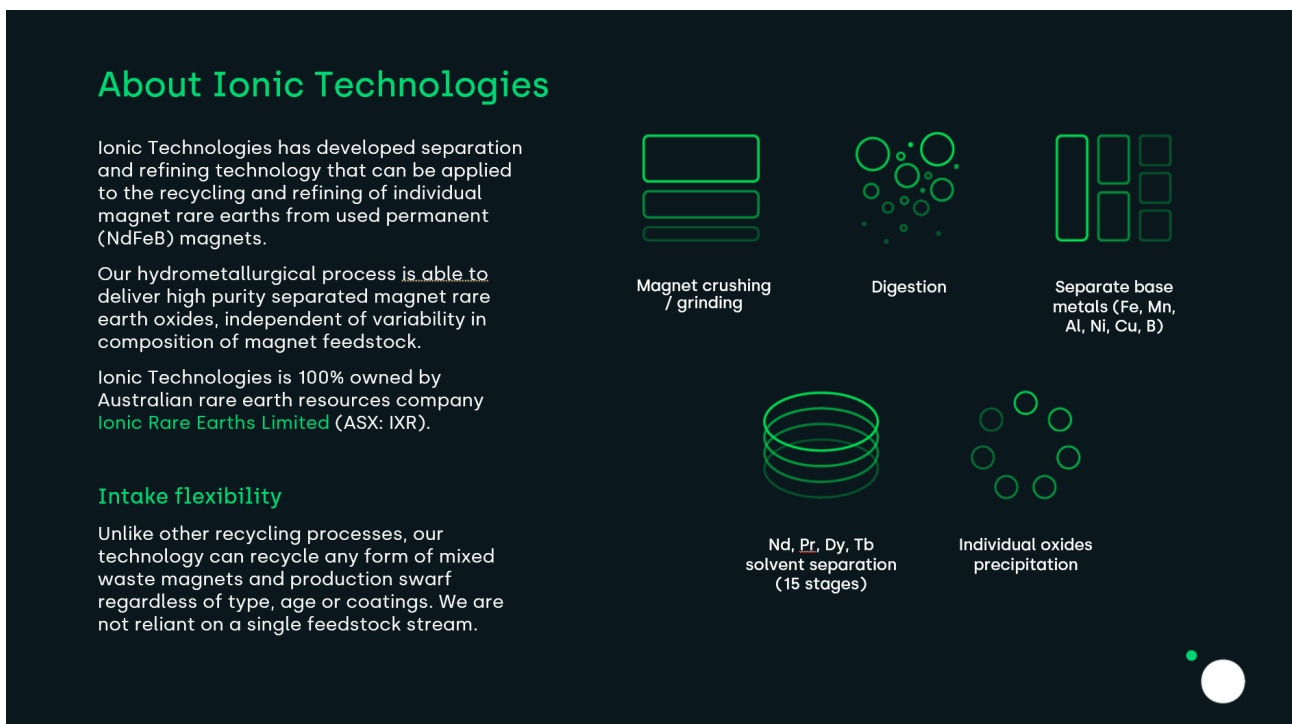 About Ionic Technologies
Ionic Technologies has developed separation
and refining technology that can be applied
to the recycling and refining of individual
magnet rare earths from used permanent
(NdFeB) magnets.
Our hydrometallurgical process is able to
deliver high purity separated magnet rare
earth oxides, independent of variability in
composition of magnet feedstock.
Ionic Technologies is 100% owned by
Australian rare earth resources company
Ionic Rare Earths Limited (ASX: IXR).
Intake flexibility
Unlike other recycling processes, our
technology can recycle any form of mixed
waste magnets and production swarf
regardless of type, age or coatings. We are
not reliant on a single feedstock stream.
Magnet crushing
/ grinding
Digestion
Separate base
metals (Fe, Mn,
Al, Ni, Cu, B)
Nd, Pr, Dy, Tb
solvent separation
(15 stages)
Individual oxides
precipitation